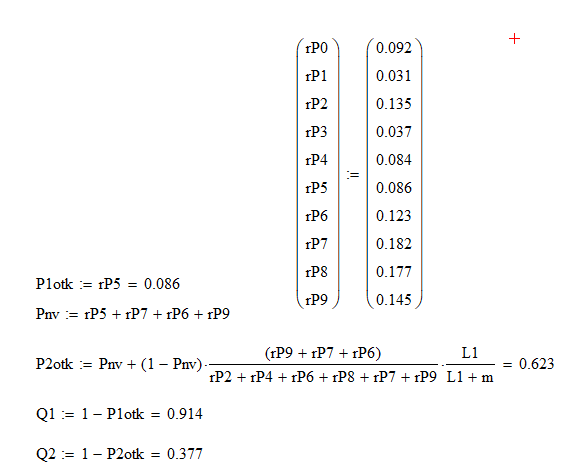 rP0 0.092
rP1 0.031
rP2 0.135
rP3 0.037
rP4 0.084
:=
rP5 0.086
rP6 0.123
rP7 0.182
rP8 0.177
rP9 0.145
P1otk := rP5 = 0.086
Pnv := rP5 + rP7 + rP6 + rP9
P2otk := Pnv + (1 − Pnv)· (rP9 + rP7 + rP6) / rP2 + rP4 + rP6 + rP8 + rP7 + rP9 · L1 / L1 + m = 0.623
Q1 := 1 − P1otk = 0.914
Q2 := 1 − P2otk = 0.377